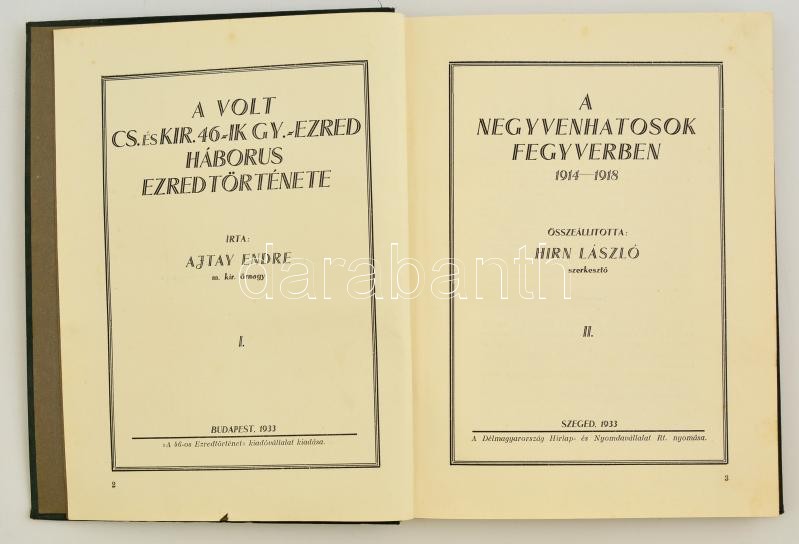 A VOLT
CS. ÉS KIR. 46-IK GY.-EZRED
HÁBORUS
EZREDTÖRTÉNETE
IRTA:
AJTAY ENDRE
m. kir. őrnagy
I.
BUDAPEST, 1933
»A 46-os Ezredtörténet« kiadóvállalat kiadása.
2
A
NEGYVENHATOSOK
FEGYVERBEN
1914—1918
ÖSSZEÁLLITOTTA:
HIRN LÁSZLÓ
szerkesztő
II.
SZEGED, 1933
A Délmagyarország Hirlap- és Nyomdavállalat Rt. nyomása.
3
darabanth